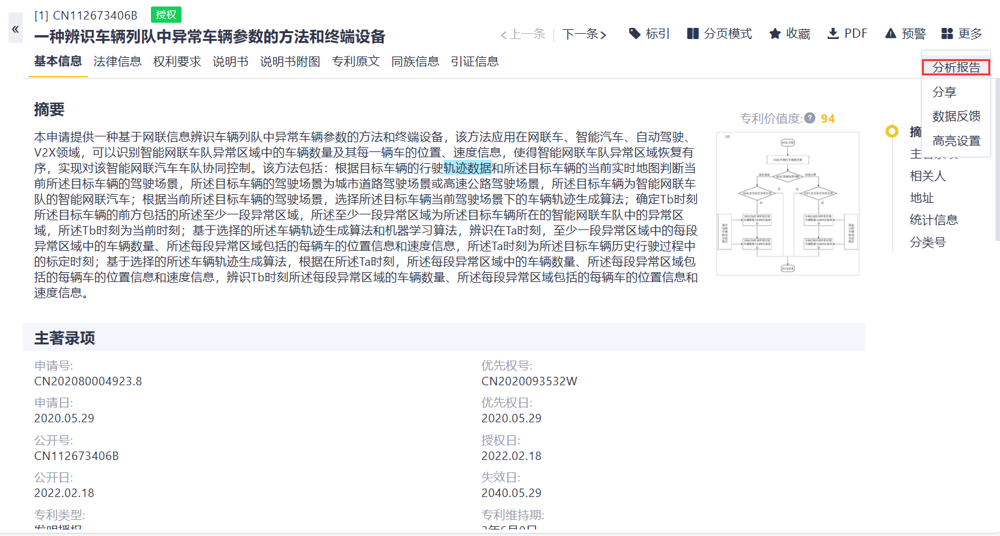 [1] CN112673406B 授权
«
一种辨识车辆列队中异常车辆参数的方法和终端设备
<上一条 | 下一条> 标引 分页模式 收藏 PDF 预警 更多
基本信息 法律信息 权利要求 说明书 说明书附图 专利原文 同族信息 引证信息
分析报告
分享
数据反馈
高亮设置
摘要
专利价值度: ? 94
本申请提供一种基于网联信息辨识车辆列队中异常车辆参数的方法和终端设备，该方法应用在网联车、智能汽车、自动驾驶、
V2X领域，可以识别智能网联车队异常区域中的车辆数量及其每一辆车的位置、速度信息，使得智能网联车队异常区域恢复有
序，实现对该智能网联汽车车队协同控制。该方法包括：根据目标车辆的行驶轨迹数据和所述目标车辆的当前实时地图判断当
前所述目标车辆的驾驶场景，所述目标车辆的驾驶场景为城市道路驾驶场景或高速公路驾驶场景，所述目标车辆为智能网联车
队的智能网联汽车；根据当前所述目标车辆的驾驶场景，选择所述目标车辆当前驾驶场景下的车辆轨迹生成算法；确定Tb时刻
所述目标车辆的前方包括的所述至少一段异常区域，所述至少一段异常区域为所述目标车辆所在的智能网联车队中的异常区
域，所述Tb时刻为当前时刻；基于选择的所述车辆轨迹生成算法和机器学习算法，辨识在Ta时刻，至少一段异常区域中的每段
异常区域中的车辆数量、所述每段异常区域包括的每辆车的位置信息和速度信息，所述Ta时刻为所述目标车辆历史行驶过程中
的标定时刻；基于选择的所述车辆轨迹生成算法，根据在所述Ta时刻，所述每段异常区域中的车辆数量、所述每段异常区域包
括的每辆车的位置信息和速度信息，辨识Tb时刻所述每段异常区域的车辆数量、所述每段异常区域包括的每辆车的位置信息和
速度信息。
摘
相关人
地址
统计信息
分类号
主著录项
申请号:
CN202080004923.8
优先权号:
CN2020093532W
申请日:
2020.05.29
优先权日:
2020.05.29
公开号:
CN112673406B
授权日:
2022.02.18
公开日:
2022.02.18
失效日:
2040.05.29
专利类型:
专利维持期: